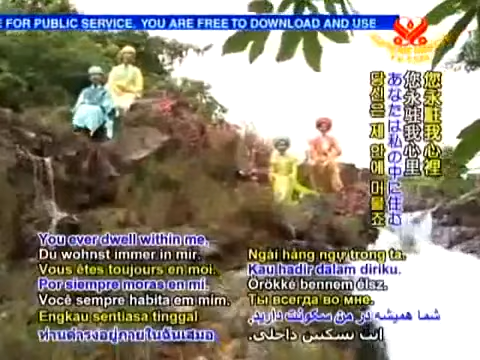 E FOR PUBLIC SERVICE. YOU ARE FREE TO DOWNLOAD AND USE
您永駐我心裡
您永驻我心里
あなたは私の中に住む
당신은 제 안에 머물죠
You ever dwell within me.
Du wohnst immer in mir.
Vous êtes toujours en moi.
Por siempre moras en mí.
Você sempre habita em mim.
Engkau sentiasa tinggal
ท่านดำรงอยู่ภายในฉันเสมอ
Ngài hằng ngự trong ta.
Kau hadir dalam diriku.
Örökké bennem élsz.
Ты всегда во мне.
شما همیشه در من سکونت دارید.
انت تسكنين داخلي.